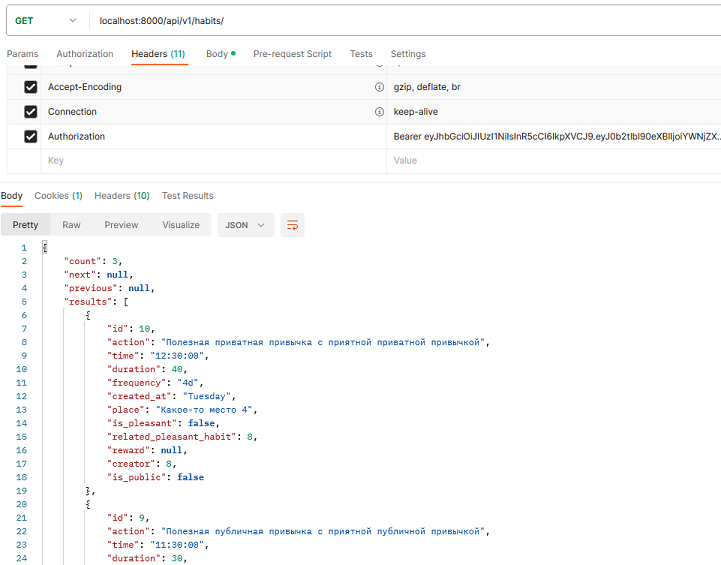 GET localhost:8000/api/v1/habits/
Params Authorization Headers (11) Body Pre-request Script Tests Settings
Accept-Encoding gzip, deflate, br
Connection keep-alive
Authorization Bearer
Key Value
Body Cookies (1) Headers (10) Test Results
Pretty Raw Preview Visualize JSON
1 {
2 "count": 3,
3 "next": null,
4 "previous": null,
5 "results": [
6 {
7 "id": 10,
8 "action": "Полезная приватная привычка с приятной приватной привычкой",
9 "time": "12:30:00",
10 "duration": 40,
11 "frequency": "4d",
12 "created_at": "Tuesday",
13 "place": "Какое-то место 4",
14 "is_pleasant": false,
15 "related_pleasant_habit": 8,
16 "reward": null,
17 "creator": 8,
18 "is_public": false
19 },
20 {
21 "id": 9,
22 "action": "Полезная публичная привычка с приятной публичной привычкой",
23 "time": "11:30:00",
24 "duration": 30,